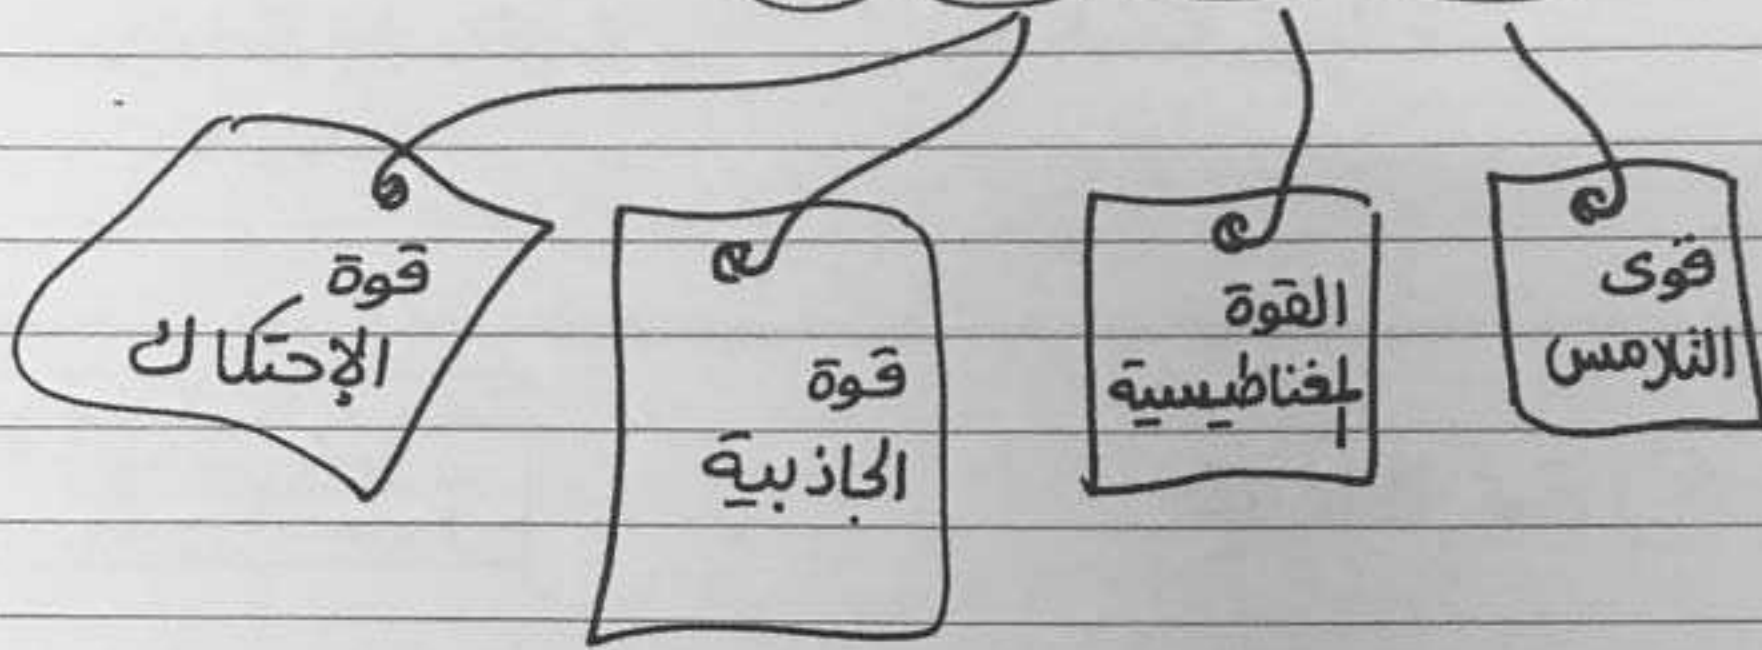 قوى
التلامس
القوة
المغناطيسية
قوة
الجاذبية
قوة
الإحتكاك